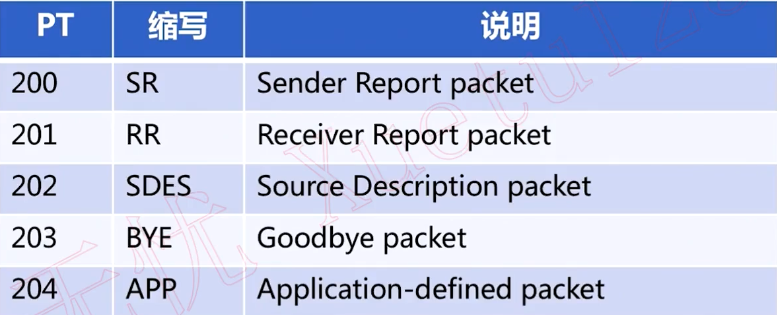 PT 缩写 说明
200 SR Sender Report packet
201 RR Receiver Report packet
202 SDES Source Description packet
203 BYE Goodbye packet
204 APP Application-defined packet